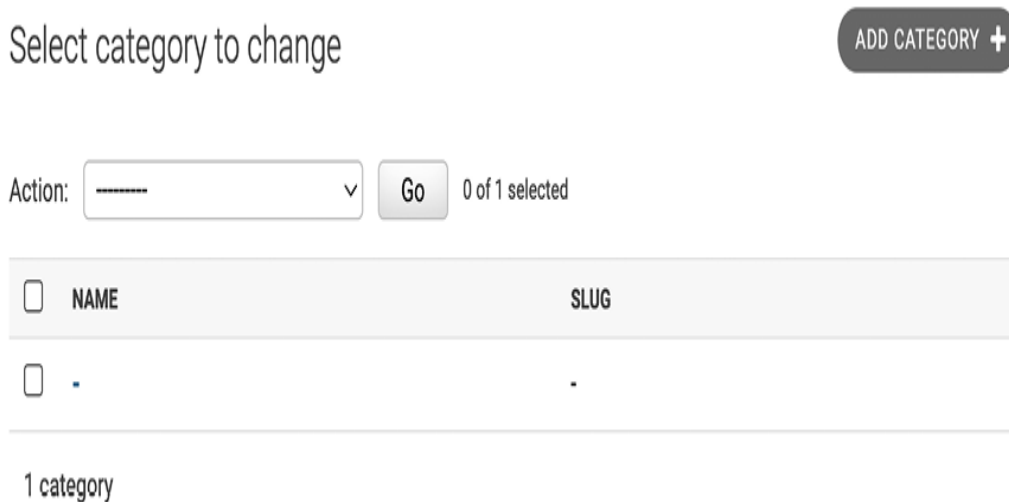 Select category to change
ADD CATEGORY +
Action: --------- Go 0 of 1 selected
NAME SLUG
- -
1 category